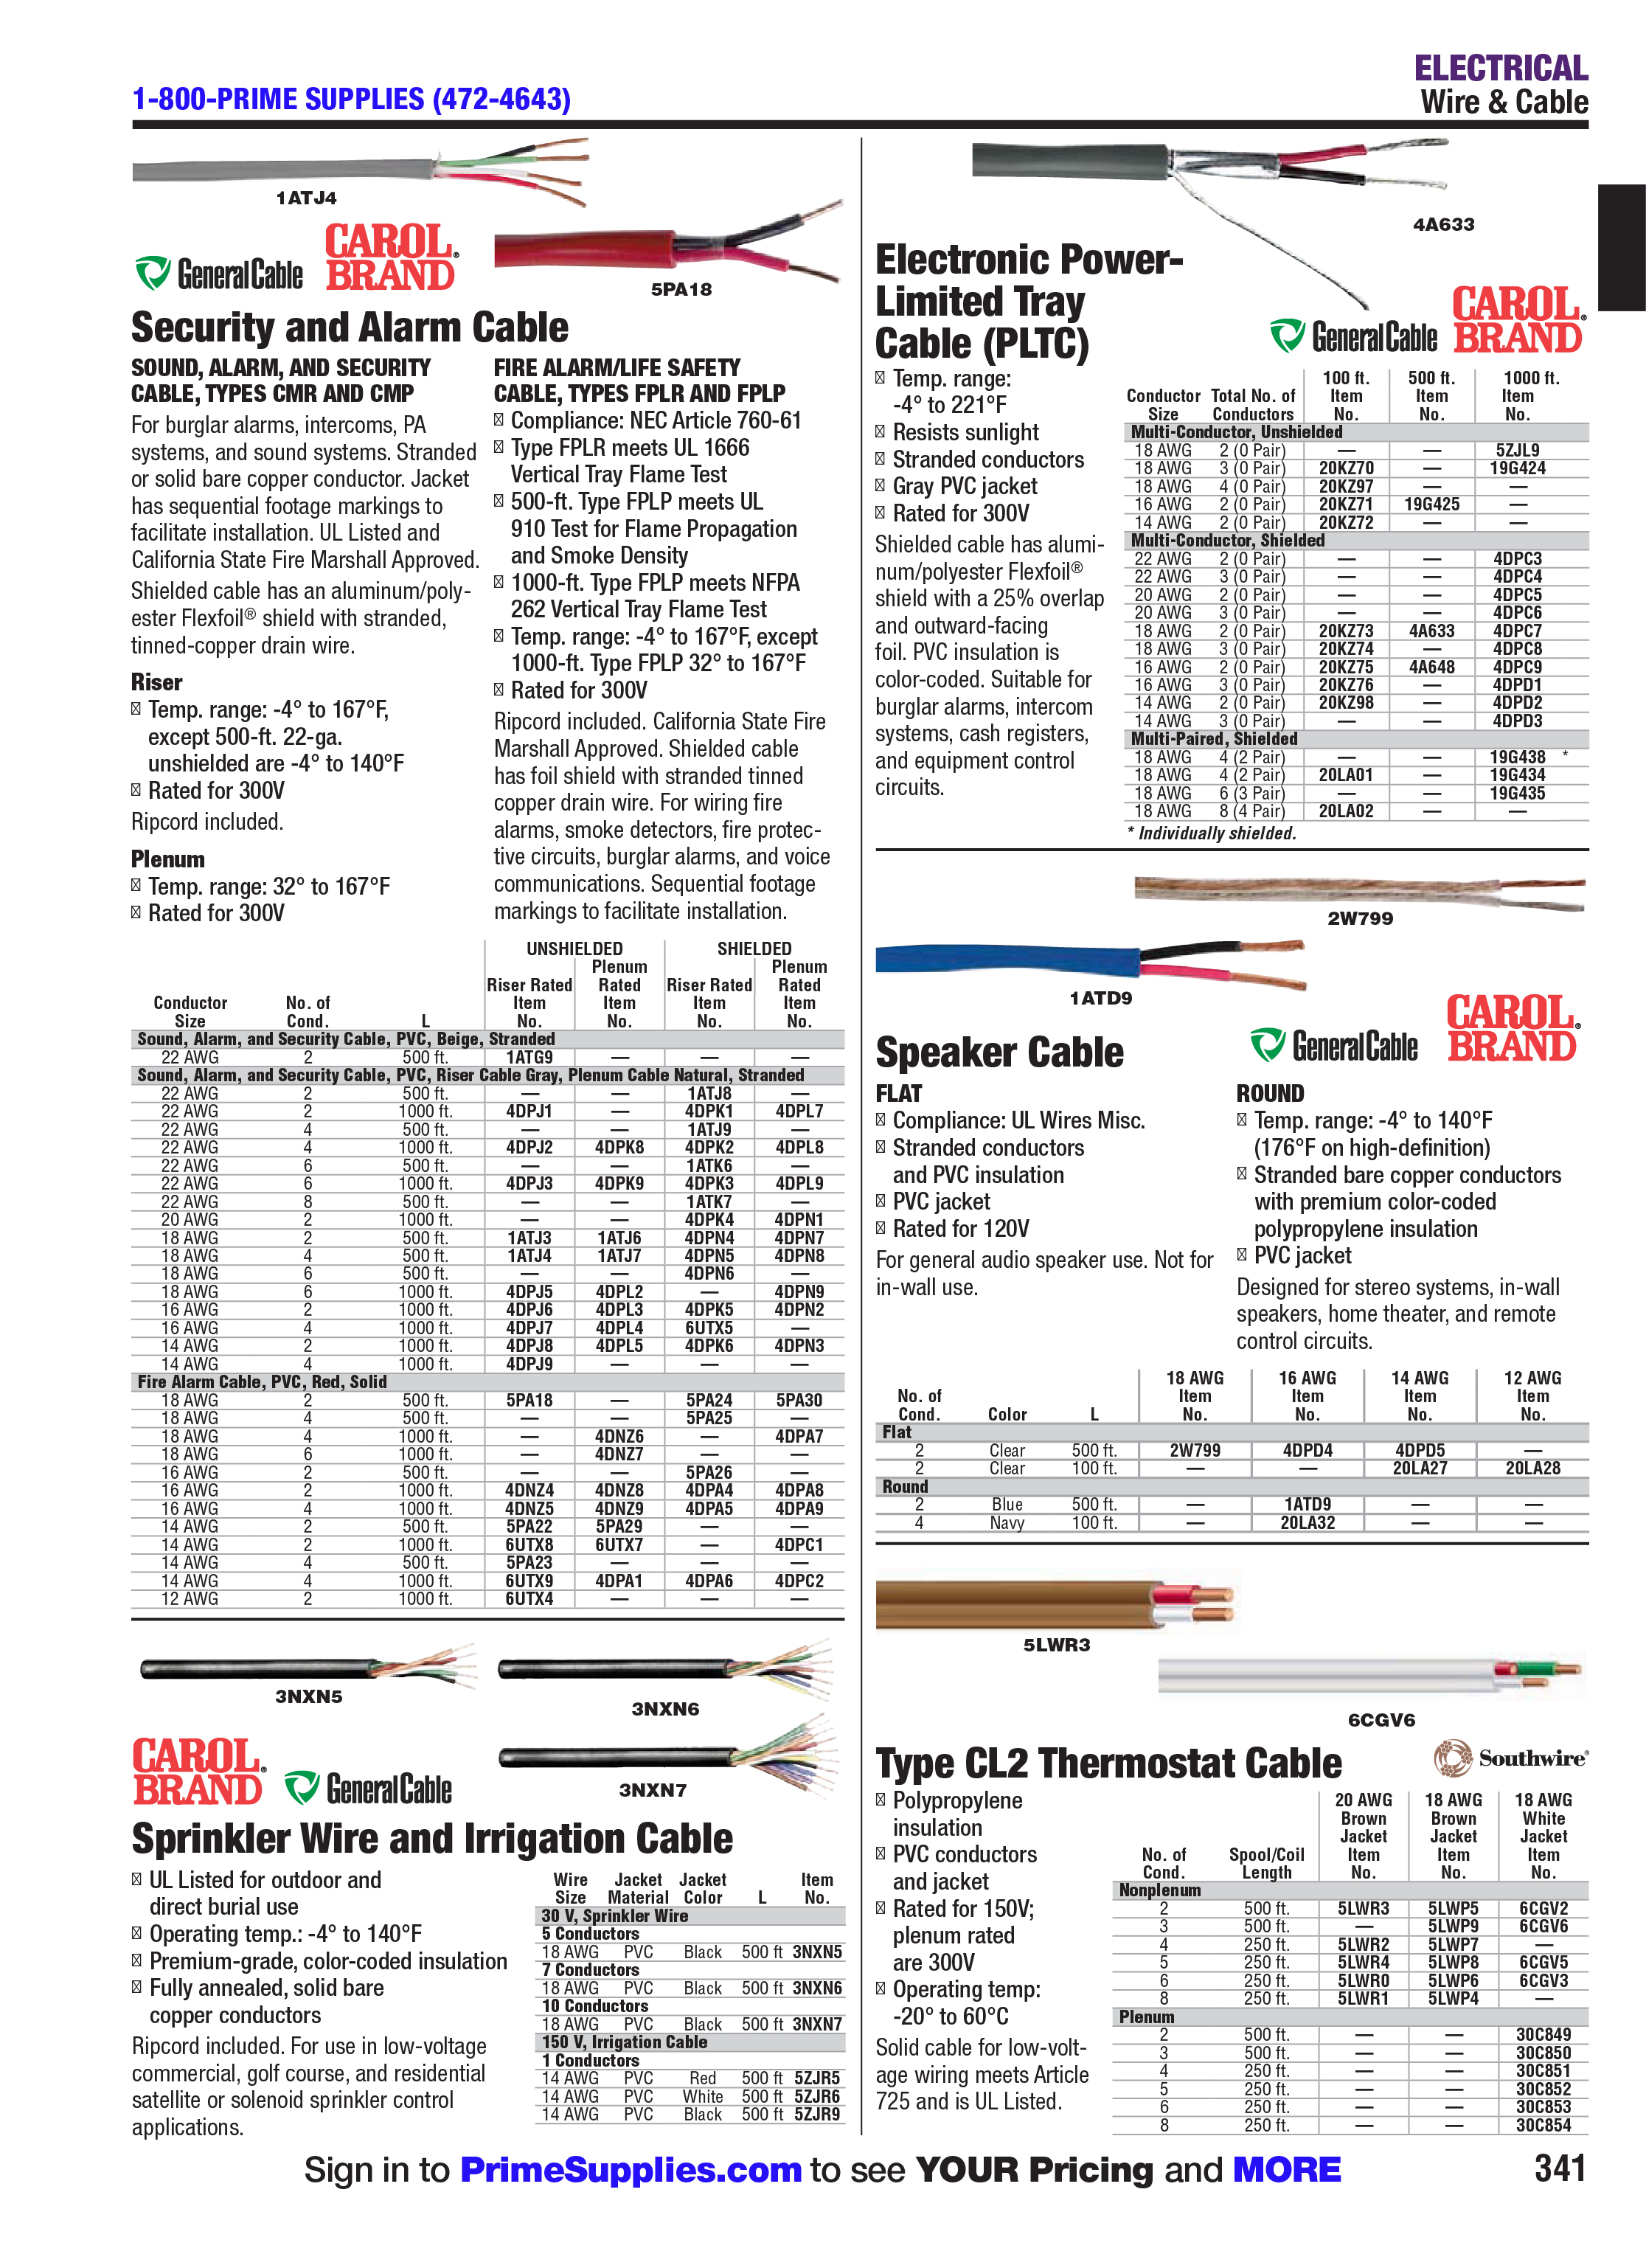 1-800-PRIME SUPPLIES (472-4643)
ELECTRICAL
Wire & Cable
1ATJ4
General Cable
CAROL BRAND®
5PA18
Security and Alarm Cable
SOUND, ALARM, AND SECURITY
CABLE, TYPES CMR AND CMP
For burglar alarms, intercoms, PA
systems, and sound systems. Stranded
or solid bare copper conductor. Jacket
has sequential footage markings to
facilitate installation. UL Listed and
California State Fire Marshall Approved.
Shielded cable has an aluminum/poly-
ester Flexfoil® shield with stranded,
tinned-copper drain wire.
Riser
Temp. range: -4° to 167°F,
except 500-ft. 22-ga.
unshielded are -4° to 140°F
Rated for 300V
Ripcord included.
Plenum
Temp. range: 32° to 167°F
Rated for 300V
FIRE ALARM/LIFE SAFETY
CABLE, TYPES FPLR AND FPLP
Compliance: NEC Article 760-61
Type FPLR meets UL 1666
Vertical Tray Flame Test
500-ft. Type FPLP meets UL
910 Test for Flame Propagation
and Smoke Density
1000-ft. Type FPLP meets NFPA
262 Vertical Tray Flame Test
Temp. range: -4° to 167°F, except
1000-ft. Type FPLP 32° to 167°F
Rated for 300V
Ripcord included. California State Fire
Marshall Approved. Shielded cable
has foil shield with stranded tinned
copper drain wire. For wiring fire
alarms, smoke detectors, fire protec-
tive circuits, burglar alarms, and voice
communications. Sequential footage
markings to facilitate installation.
UNSHIELDED SHIELDED
Plenum Plenum
Riser Rated Rated Riser Rated Rated
Conductor No. of Item Item Item Item
Size Cond. L No. No. No. No.
Sound, Alarm, and Security Cable, PVC, Beige, Stranded
22 AWG 2 500 ft. 1ATG9 — — —
Sound, Alarm, and Security Cable, PVC, Riser Cable Gray, Plenum Cable Natural, Stranded
22 AWG 2 500 ft. — — 1ATJ8 —
22 AWG 2 1000 ft. 4DPJ1 — 4DPK1 4DPL7
22 AWG 4 500 ft. — — 1ATJ9 —
22 AWG 4 1000 ft. 4DPJ2 4DPK8 4DPK2 4DPL8
22 AWG 6 500 ft. — — 1ATK6 —
22 AWG 6 1000 ft. 4DPJ3 4DPK9 4DPK3 4DPL9
22 AWG 8 500 ft. — — 1ATK7 —
20 AWG 2 1000 ft. — — 4DPK4 4DPN1
18 AWG 2 500 ft. 1ATJ3 1ATJ6 4DPN4 4DPN7
18 AWG 4 500 ft. 1ATJ4 1ATJ7 4DPN5 4DPN8
18 AWG 6 500 ft. — — 4DPN6 —
18 AWG 6 1000 ft. 4DPJ5 4DPL2 — 4DPN9
16 AWG 2 1000 ft. 4DPJ6 4DPL3 4DPK5 4DPN2
16 AWG 4 1000 ft. 4DPJ7 4DPL4 6UTX5 —
14 AWG 2 1000 ft. 4DPJ8 4DPL5 4DPK6 4DPN3
14 AWG 4 1000 ft. 4DPJ9 — — —
Fire Alarm Cable, PVC, Red, Solid
18 AWG 2 500 ft. 5PA18 — 5PA24 5PA30
18 AWG 4 500 ft. — — 5PA25 —
18 AWG 4 1000 ft. — 4DNZ6 — 4DPA7
18 AWG 6 1000 ft. — 4DNZ7 — —
16 AWG 2 500 ft. — — 5PA26 —
16 AWG 2 1000 ft. 4DNZ4 4DNZ8 4DPA4 4DPA8
16 AWG 4 1000 ft. 4DNZ5 4DNZ9 4DPA5 4DPA9
14 AWG 2 500 ft. 5PA22 5PA29 — —
14 AWG 2 1000 ft. 6UTX8 6UTX7 — 4DPC1
14 AWG 4 500 ft. 5PA23 — — —
14 AWG 4 1000 ft. 6UTX9 4DPA1 4DPA6 4DPC2
12 AWG 2 1000 ft. 6UTX4 — — —
3NXN5
3NXN6
3NXN7
CAROL BRAND®
General Cable
Sprinkler Wire and Irrigation Cable
UL Listed for outdoor and
direct burial use
Operating temp.: -4° to 140°F
Premium-grade, color-coded insulation
Fully annealed, solid bare
copper conductors
Ripcord included. For use in low-voltage
commercial, golf course, and residential
satellite or solenoid sprinkler control
applications.
Wire Jacket Jacket Item
Size Material Color L No.
30 V, Sprinkler Wire
5 Conductors
18 AWG PVC Black 500 ft 3NXN5
7 Conductors
18 AWG PVC Black 500 ft 3NXN6
10 Conductors
18 AWG PVC Black 500 ft 3NXN7
150 V, Irrigation Cable
1 Conductors
14 AWG PVC Red 500 ft 5ZJR5
14 AWG PVC White 500 ft 5ZJR6
14 AWG PVC Black 500 ft 5ZJR9
4A633
Electronic Power-
Limited Tray
Cable (PLTC)
General Cable
CAROL BRAND®
Temp. range:
-4° to 221°F
Resists sunlight
Stranded conductors
Gray PVC jacket
Rated for 300V
Shielded cable has alumi-
num/polyester Flexfoil®
shield with a 25% overlap
and outward-facing
foil. PVC insulation is
color-coded. Suitable for
burglar alarms, intercom
systems, cash registers,
and equipment control
circuits.
100 ft. 500 ft. 1000 ft.
Conductor Total No. of Item Item Item
Size Conductors No. No. No.
Multi-Conductor, Unshielded
18 AWG 2 (0 Pair) — — 5ZJL9
18 AWG 3 (0 Pair) 20KZ70 — 19G424
18 AWG 4 (0 Pair) 20KZ97 — —
16 AWG 2 (0 Pair) 20KZ71 19G425 —
14 AWG 2 (0 Pair) 20KZ72 — —
Multi-Conductor, Shielded
22 AWG 2 (0 Pair) — — 4DPC3
22 AWG 3 (0 Pair) — — 4DPC4
20 AWG 2 (0 Pair) — — 4DPC5
20 AWG 3 (0 Pair) — — 4DPC6
18 AWG 2 (0 Pair) 20KZ73 4A633 4DPC7
18 AWG 3 (0 Pair) 20KZ74 — 4DPC8
16 AWG 2 (0 Pair) 20KZ75 4A648 4DPC9
16 AWG 3 (0 Pair) 20KZ76 — 4DPD1
14 AWG 2 (0 Pair) 20KZ98 — 4DPD2
14 AWG 3 (0 Pair) — — 4DPD3
Multi-Paired, Shielded
18 AWG 4 (2 Pair) — — 19G438 *
18 AWG 4 (2 Pair) 20LA01 — 19G434
18 AWG 6 (3 Pair) — — 19G435
18 AWG 8 (4 Pair) 20LA02 — —
* Individually shielded.
2W799
1ATD9
Speaker Cable
General Cable
CAROL BRAND®
FLAT
Compliance: UL Wires Misc.
Stranded conductors
and PVC insulation
PVC jacket
Rated for 120V
For general audio speaker use. Not for
in-wall use.
ROUND
Temp. range: -4° to 140°F
(176°F on high-definition)
Stranded bare copper conductors
with premium color-coded
polypropylene insulation
PVC jacket
Designed for stereo systems, in-wall
speakers, home theater, and remote
control circuits.
18 AWG 16 AWG 14 AWG 12 AWG
No. of Item Item Item Item
Cond. Color L No. No. No. No.
Flat
2 Clear 500 ft. 2W799 4DPD4 4DPD5 —
2 Clear 100 ft. — — 20LA27 20LA28
Round
2 Blue 500 ft. — 1ATD9 — —
4 Navy 100 ft. — 20LA32 — —
5LWR3
6CGV6
Type CL2 Thermostat Cable
Southwire®
Polypropylene
insulation
PVC conductors
and jacket
Rated for 150V;
plenum rated
are 300V
Operating temp:
-20° to 60°C
Solid cable for low-volt-
age wiring meets Article
725 and is UL Listed.
20 AWG 18 AWG 18 AWG
Brown Brown White
Jacket Jacket Jacket
No. of Spool/Coil Item Item Item
Cond. Length No. No. No.
Nonplenum
2 500 ft. 5LWR3 5LWP5 6CGV2
3 500 ft. — 5LWP9 6CGV6
4 250 ft. 5LWR2 5LWP7 —
5 250 ft. 5LWR4 5LWP8 6CGV5
6 250 ft. 5LWR0 5LWP6 6CGV3
8 250 ft. 5LWR1 5LWP4 —
Plenum
2 500 ft. — — 30C849
3 500 ft. — — 30C850
4 250 ft. — — 30C851
5 250 ft. — — 30C852
6 250 ft. — — 30C853
8 250 ft. — — 30C854
Sign in to PrimeSupplies.com to see YOUR Pricing and MORE
341